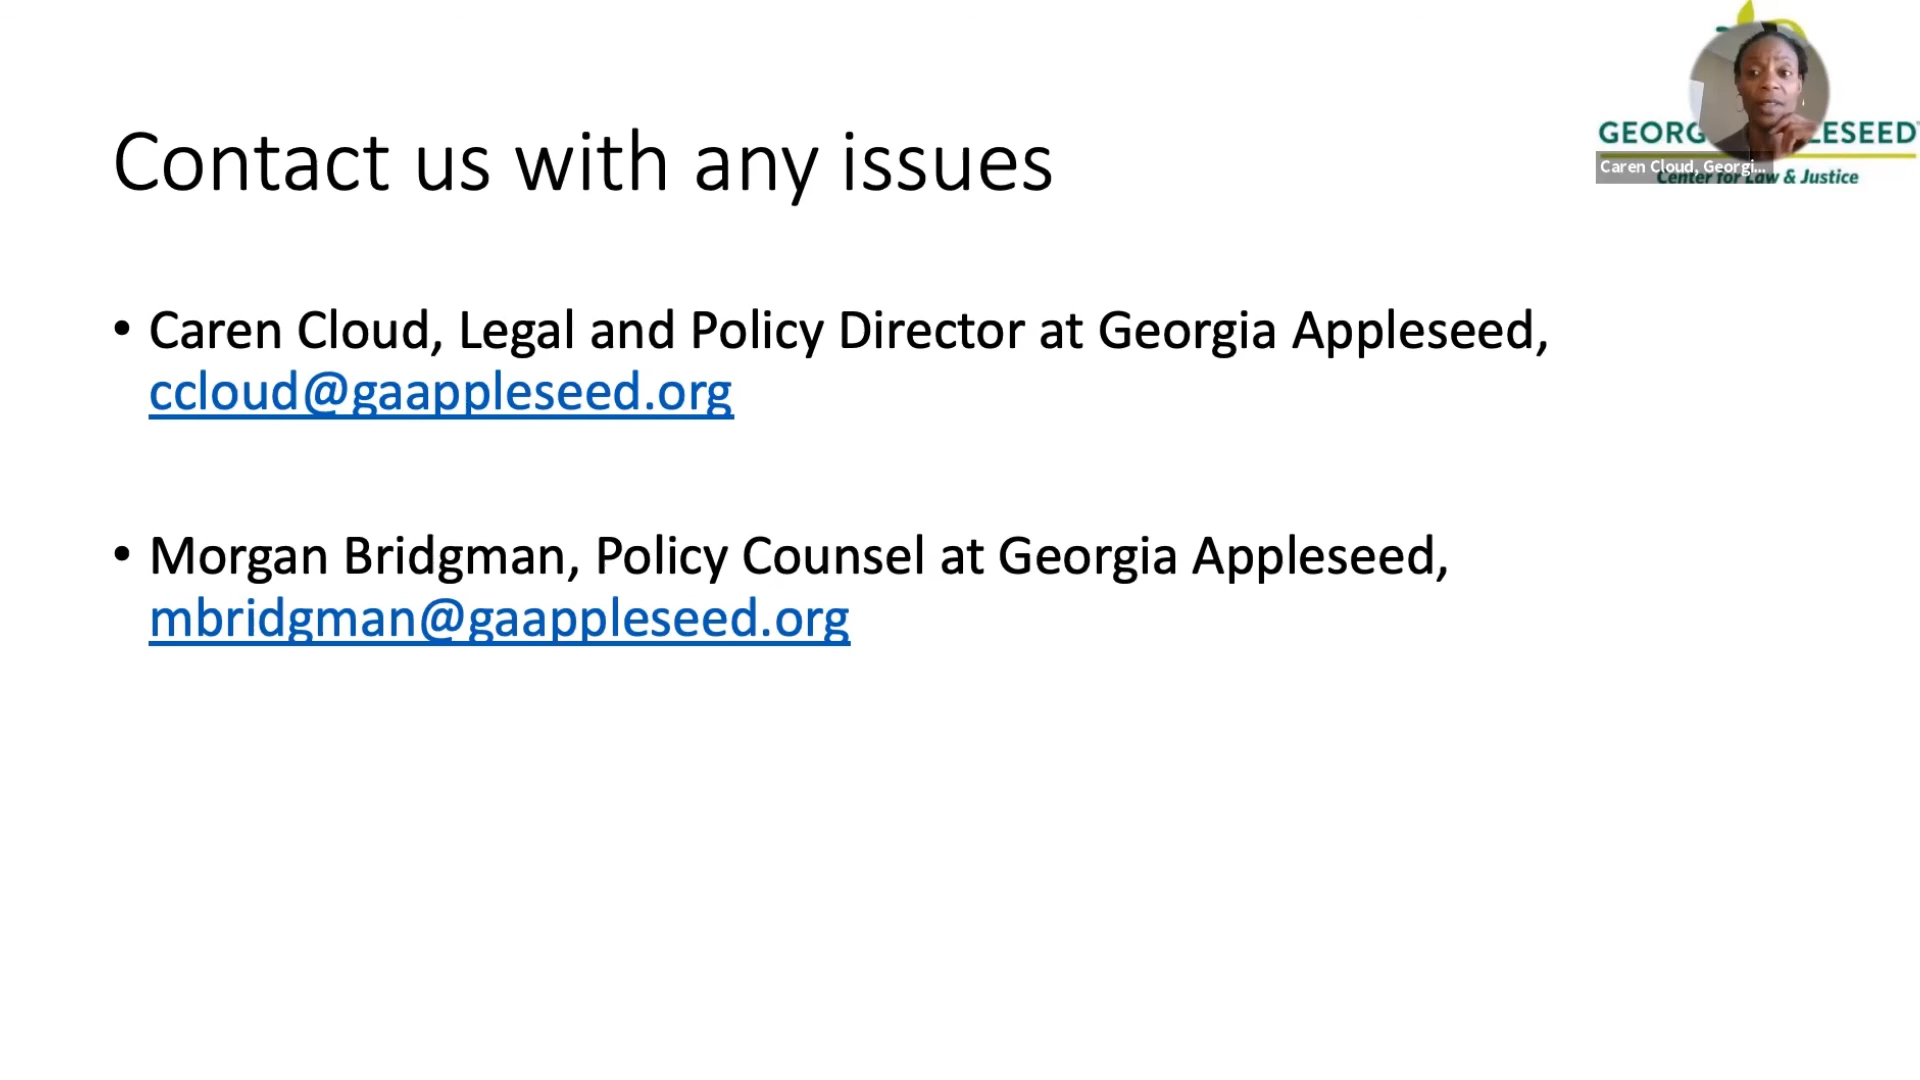 Contact us with any issues
• Caren Cloud, Legal and Policy Director at Georgia Appleseed,
ccloud@gaappleseed.org
• Morgan Bridgman, Policy Counsel at Georgia Appleseed,
mbridgman@gaappleseed.org
GEORG LESEED
Caren Cloud, Georgi...
Center for Law & Justice